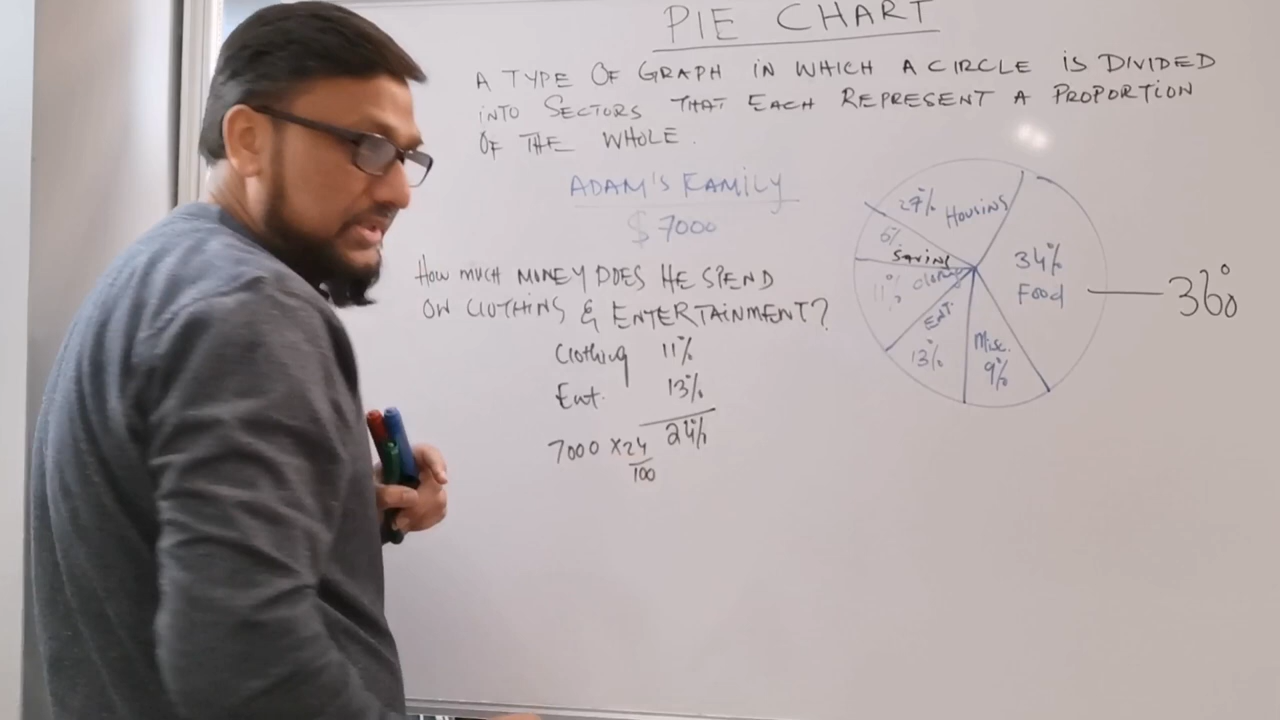 PIE CHART
A TYPE OF GRAPH IN WHICH A CIRCLE IS DIVIDED
INTO SECTORS THAT EACH REPRESENT A PROPORTION
OF THE WHOLE.
ADAM'S FAMILY
$ 7000
HOW MUCH MONEY DOES HE SPEND
ON CLOTHING & ENTERTAINMENT?
Clothing 11%
Ent. 13%
24%
7000 × 24
100
27% HOUSING
6%
SAVING
11%
ENT.
13%
Misc.
9%
34%
Food
360